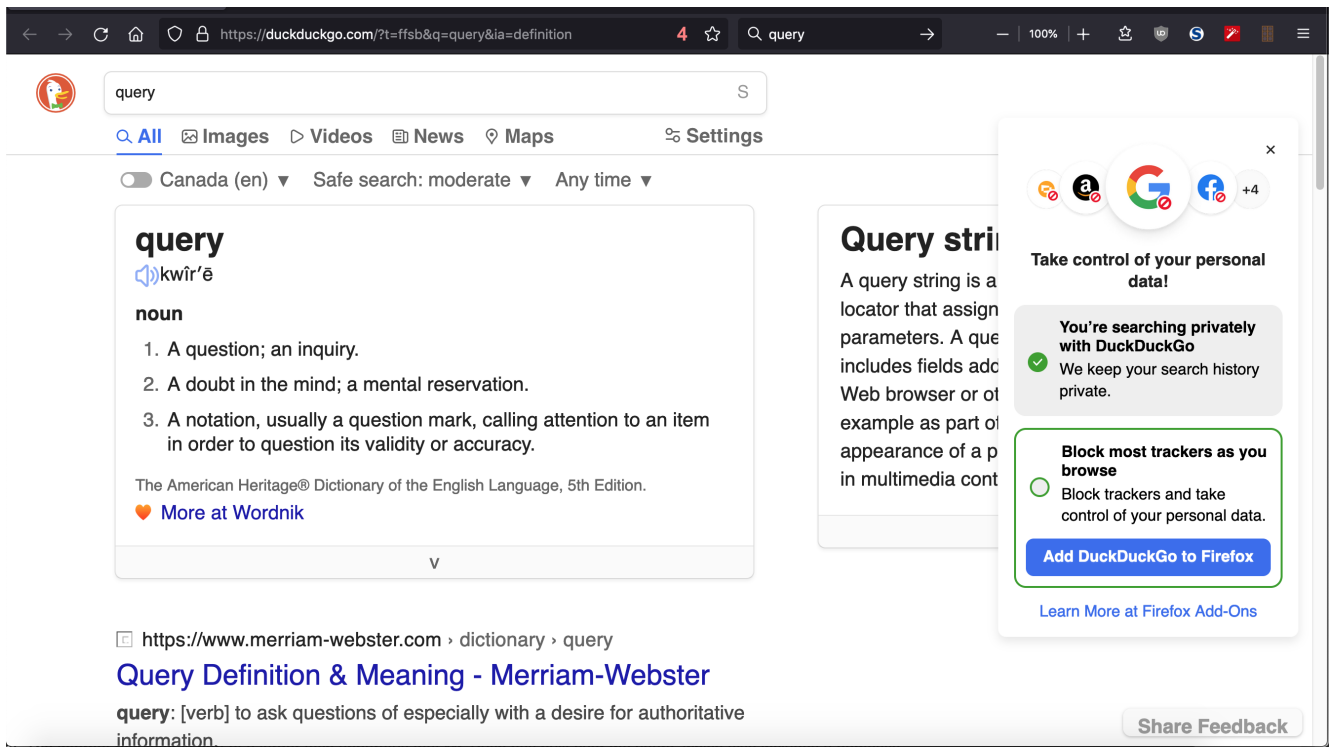 https://duckduckgo.com/?t=ffsb&q=query&ia=definition
4
query
100%
query
All Images Videos News Maps Settings
Canada (en) ▼ Safe search: moderate ▼ Any time ▼
query
kwîr′ē
noun
1. A question; an inquiry.
2. A doubt in the mind; a mental reservation.
3. A notation, usually a question mark, calling attention to an item
in order to question its validity or accuracy.
The American Heritage® Dictionary of the English Language, 5th Edition.
More at Wordnik
Query
A query string is a
locator that assign
parameters. A
includes fields
Web browser or
example as part
appearance of a
in multimedia
+4
Take control of your personal
data!
You’re searching privately
with DuckDuckGo
We keep your search history
private.
Block most trackers as you
browse
Block trackers and take
control of your personal data.
Add DuckDuckGo to Firefox
Learn More at Firefox Add-Ons
https://www.merriam-webster.com › dictionary › query
Query Definition & Meaning - Merriam-Webster
query: [verb] to ask questions of especially with a desire for authoritative
information.
Share Feedback